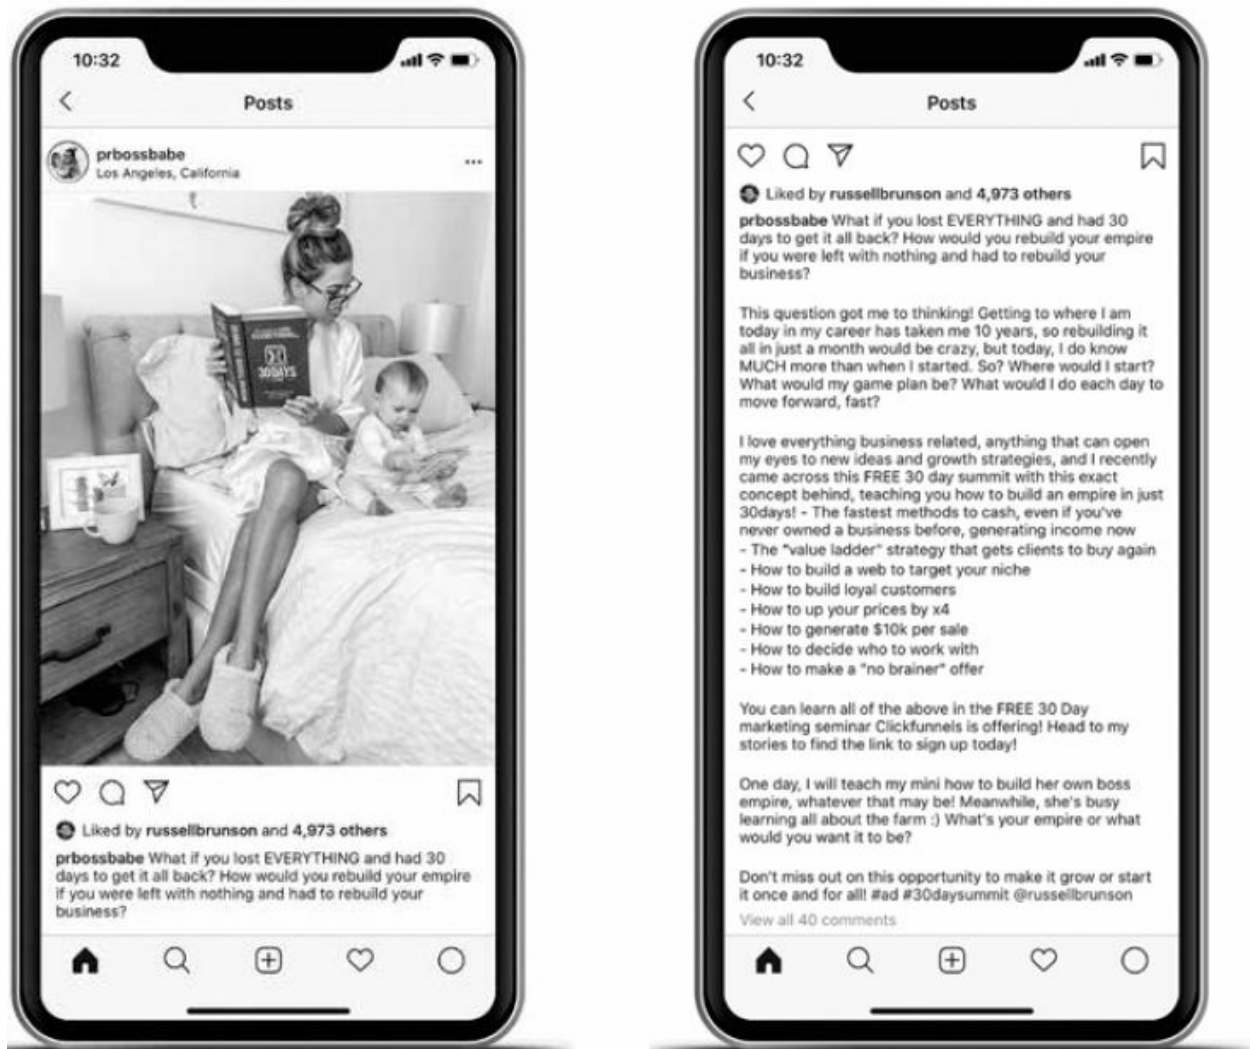 10:32
Posts
prbossbabe
Los Angeles, California
EVERYTHING
30 DAYS
Liked by russellbrunson and 4,973 others
prbossbabe What if you lost EVERYTHING and had 30
days to get it all back? How would you rebuild your empire
if you were left with nothing and had to rebuild your
business?
10:32
Posts
Liked by russellbrunson and 4,973 others
prbossbabe What if you lost EVERYTHING and had 30
days to get it all back? How would you rebuild your empire
if you were left with nothing and had to rebuild your
business?
This question got me to thinking! Getting to where I am
today in my career has taken me 10 years, so rebuilding it
all in just a month would be crazy, but today, I do know
MUCH more than when I started. So? Where would I start?
What would my game plan be? What would I do each day to
move forward, fast?
I love everything business related, anything that can open
my eyes to new ideas and growth strategies, and I recently
came across this FREE 30 day summit with this exact
concept behind, teaching you how to build an empire in just
30days! - The fastest methods to cash, even if you've
never owned a business before, generating income now
- The "value ladder" strategy that gets clients to buy again
- How to build a web to target your niche
- How to build loyal customers
- How to up your prices by x4
- How to generate $10k per sale
- How to decide who to work with
- How to make a "no brainer" offer
You can learn all of the above in the FREE 30 Day
marketing seminar Clickfunnels is offering! Head to my
stories to find the link to sign up today!
One day, I will teach my mini how to build her own boss
empire, whatever that may be! Meanwhile, she's busy
learning all about the farm :) What's your empire or what
would you want it to be?
Don't miss out on this opportunity to make it grow or start
it once and for all! #ad #30daysummit @russellbrunson
View all 40 comments